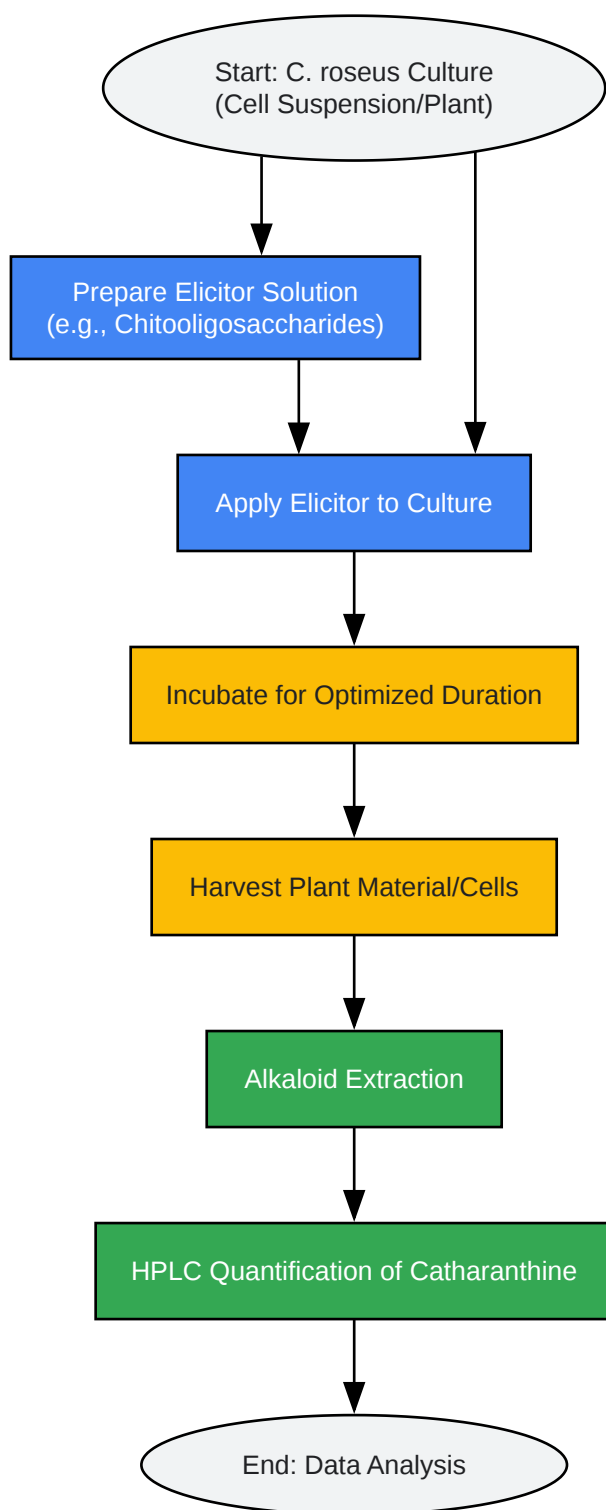 Start: C. roseus Culture
(Cell Suspension/Plant)
Prepare Elicitor Solution
(e.g., Chitooligosaccharides)
Apply Elicitor to Culture
Incubate for Optimized Duration
Harvest Plant Material/Cells
Alkaloid Extraction
HPLC Quantification of Catharanthine
End: Data Analysis